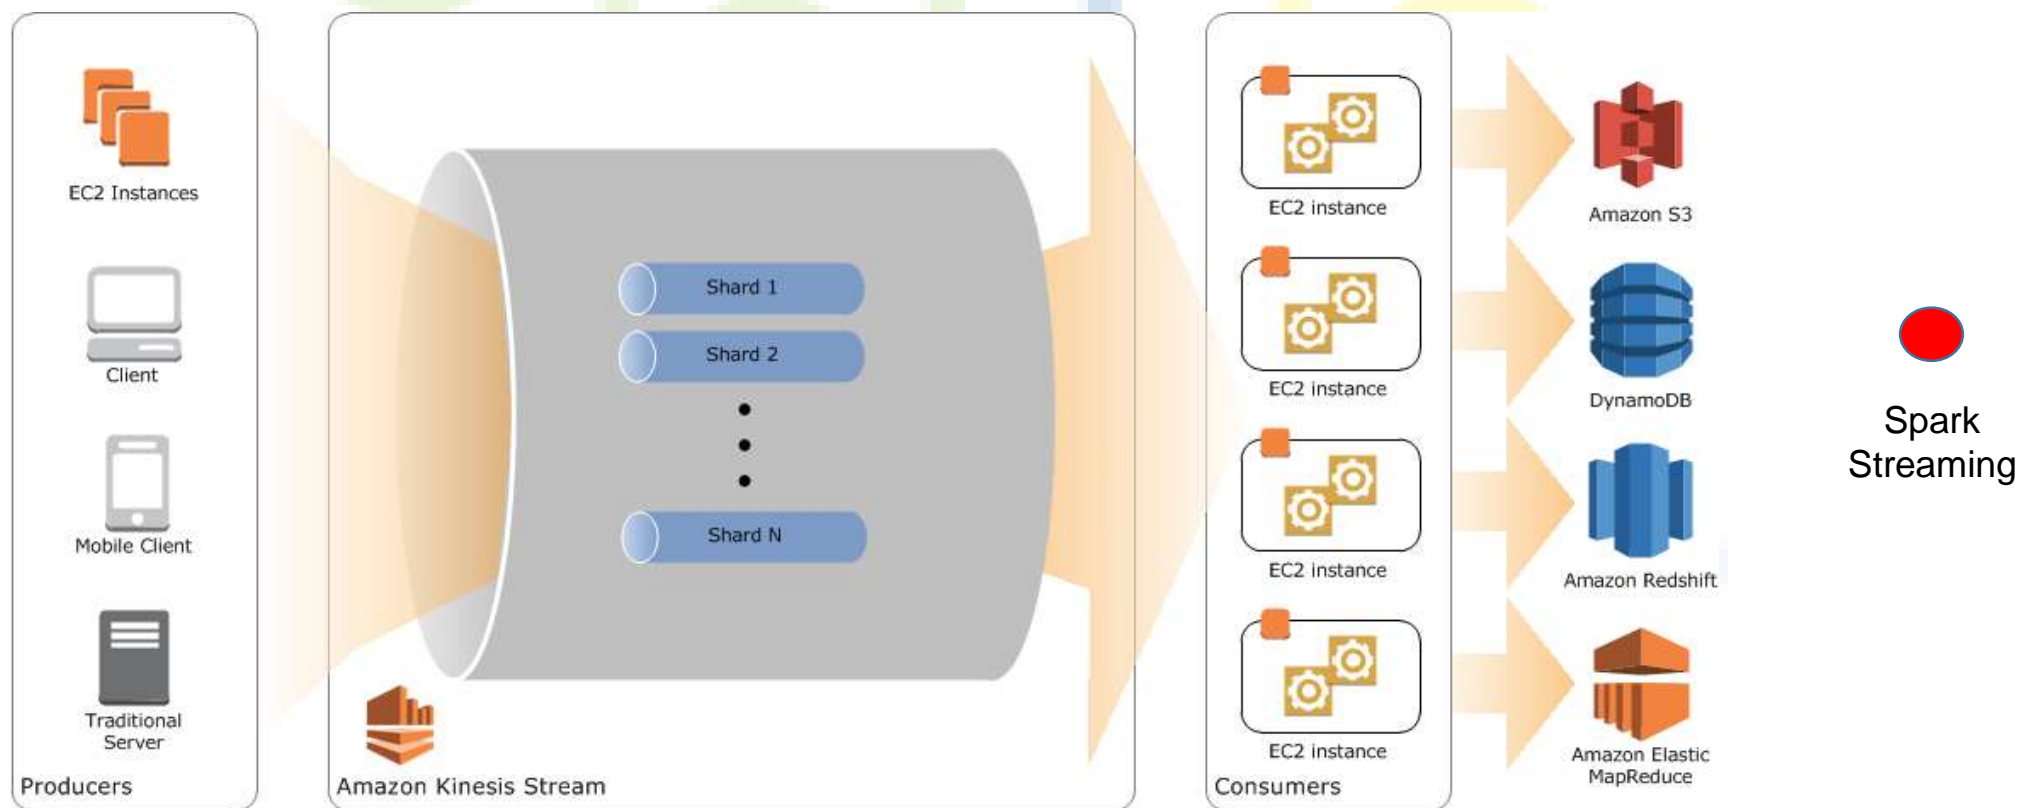 EC2 Instances
Client
Mobile Client
Traditional
Server
Producers
Shard 1
Shard 2
Shard N
Amazon Kinesis Stream
EC2 instance
EC2 instance
EC2 instance
EC2 instance
Consumers
Amazon S3
DynamoDB
Amazon Redshift
Amazon Elastic
MapReduce
Spark
Streaming